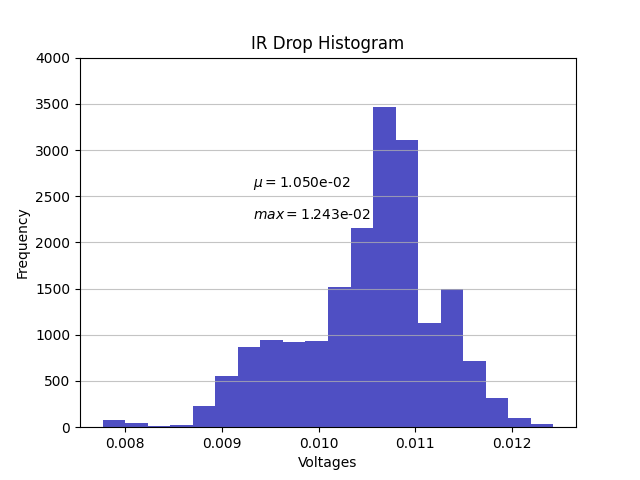 IR Drop Histogram
4000
3500
3000
2500
2000
1500
1000
500
0
Frequency
μ = 1.050e-02
max = 1.243e-02
0.008 0.009 0.010 0.011 0.012
Voltages